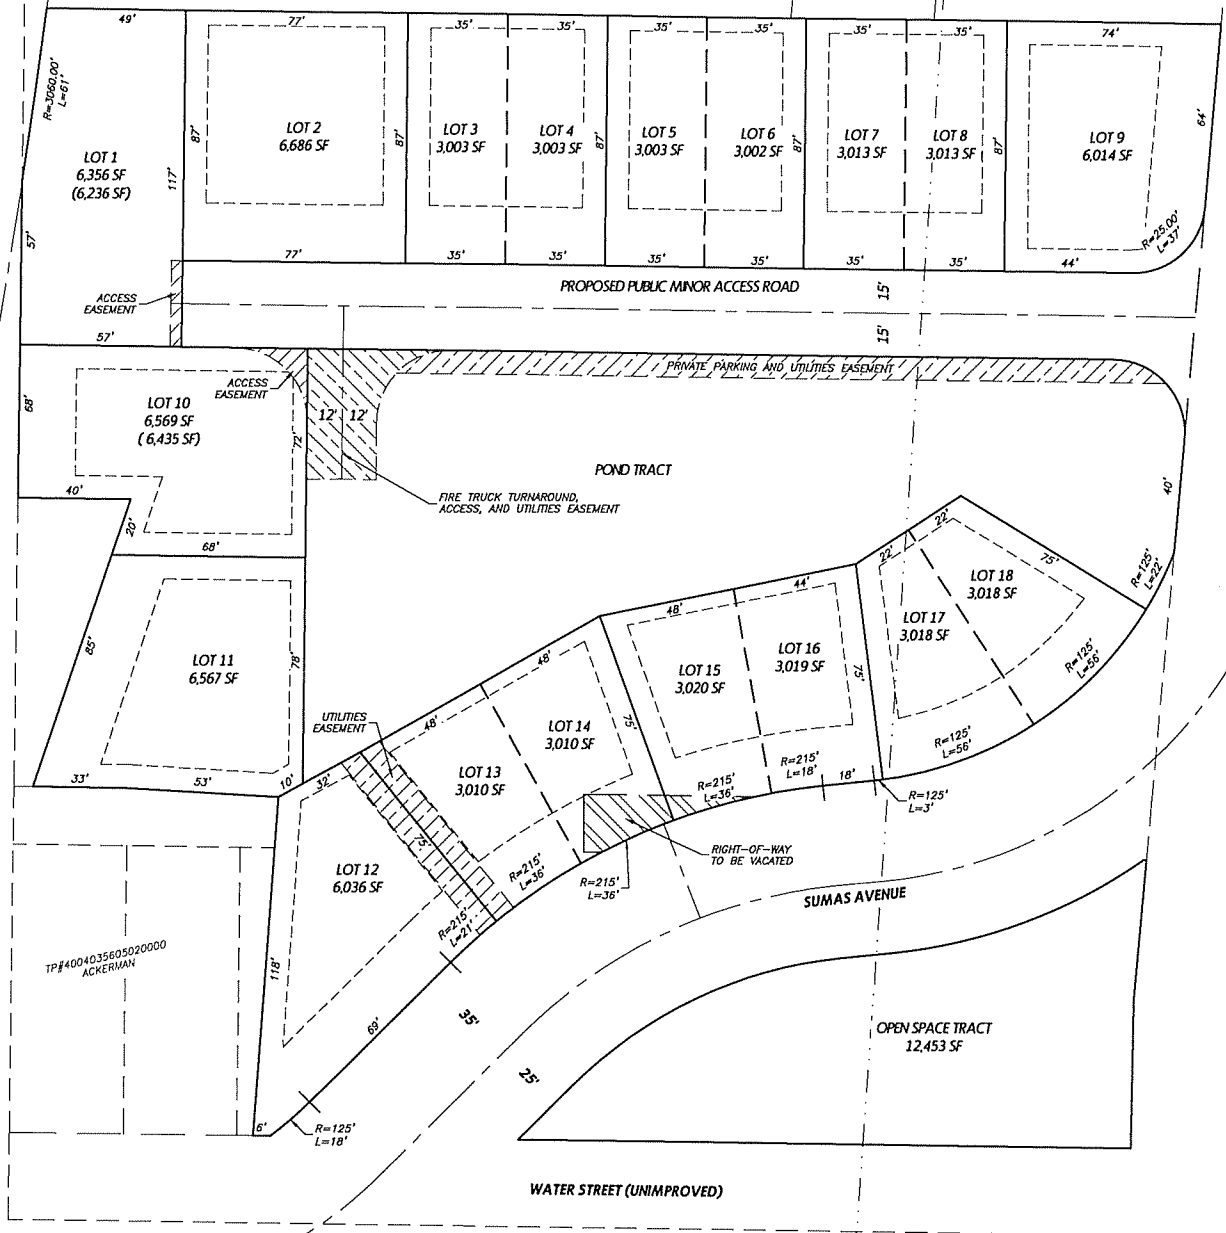 49'
77'
35'
35'
35'
35'
35'
35'
74'
R=3060.00'
L=61'
87'
87'
87'
87'
87'
64'
117'
57'
LOT 1
6,356 SF
(6,236 SF)
LOT 2
6,686 SF
LOT 3
3,003 SF
LOT 4
3,003 SF
LOT 5
3,003 SF
LOT 6
3,002 SF
LOT 7
3,013 SF
LOT 8
3,013 SF
LOT 9
6,014 SF
R=25.00'
L=37'
77'
35'
35'
35'
35'
35'
35'
44'
PROPOSED PUBLIC MINOR ACCESS ROAD
15'
15'
ACCESS
EASEMENT
57'
PRIVATE PARKING AND UTILITIES EASEMENT
ACCESS
EASEMENT
68'
LOT 10
6,569 SF
( 6,435 SF)
72'
12'
12'
POND TRACT
40'
FIRE TRUCK TURNAROUND,
ACCESS, AND UTILITIES EASEMENT
40'
20'
68'
22'
22'
75'
R=125'
L=22'
LOT 18
3,018 SF
LOT 17
3,018 SF
48'
44'
85'
LOT 11
6,567 SF
78'
48'
LOT 15
3,020 SF
LOT 16
3,019 SF
75'
R=125'
L=56'
UTILITIES
EASEMENT
48'
LOT 14
3,010 SF
75'
R=125'
L=56'
33'
53'
10'
32'
LOT 13
3,010 SF
R=215'
L=36'
R=215'
L=18'
18'
R=125'
L=3'
75'
LOT 12
6,036 SF
R=215'
L=36'
R=215'
L=36'
RIGHT-OF-WAY
TO BE VACATED
R=215'
L=21'
SUMAS AVENUE
TP#4004035605020000
ACKERMAN
118'
69'
35'
25'
OPEN SPACE TRACT
12,453 SF
6'
R=125'
L=18'
WATER STREET (UNIMPROVED)